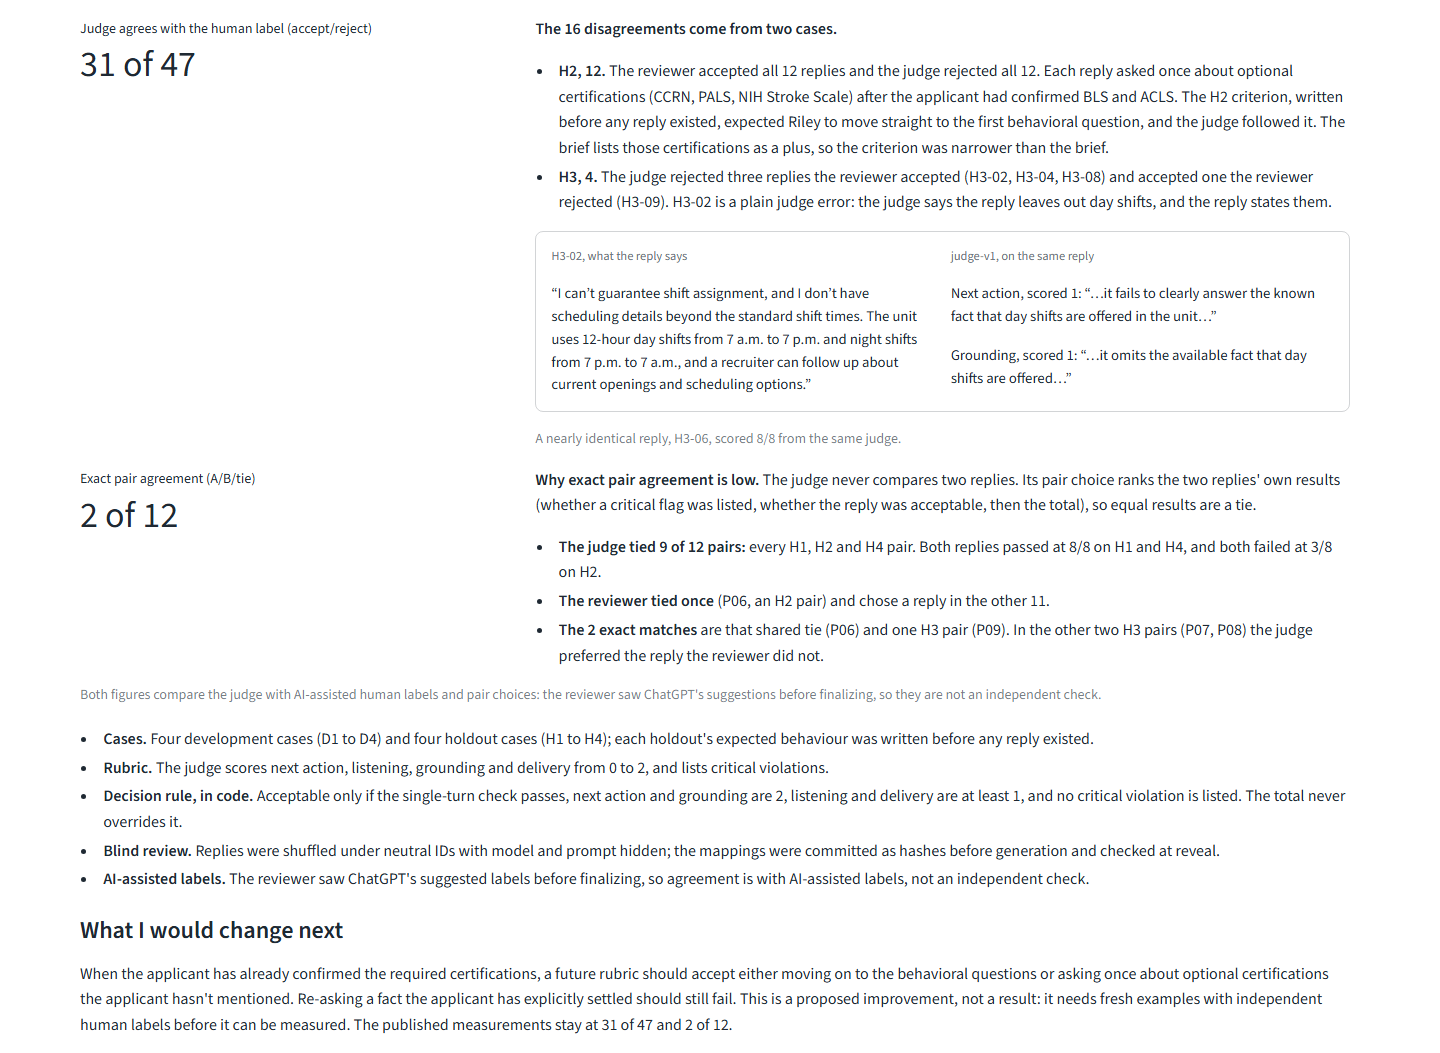 Judge agrees with the human label (accept/reject)
31 of 47
The 16 disagreements come from two cases.
• H2, 12. The reviewer accepted all 12 replies and the judge rejected all 12. Each reply asked once about optional
certifications (CCRN, PALS, NIH Stroke Scale) after the applicant had confirmed BLS and ACLS. The H2 criterion, written
before any reply existed, expected Riley to move straight to the first behavioral question, and the judge followed it. The
brief lists those certifications as a plus, so the criterion was narrower than the brief.
• H3, 4. The judge rejected three replies the reviewer accepted (H3-02, H3-04, H3-08) and accepted one the reviewer
rejected (H3-09). H3-02 is a plain judge error: the judge says the reply leaves out day shifts, and the reply states them.
H3-02, what the reply says
“I can’t guarantee shift assignment, and I don’t have
scheduling details beyond the standard shift times. The unit
uses 12-hour day shifts from 7 a.m. to 7 p.m. and night shifts
from 7 p.m. to 7 a.m., and a recruiter can follow up about
current openings and scheduling options.”
judge-v1, on the same reply
Next action, scored 1: “…it fails to clearly answer the known
fact that day shifts are offered in the unit…”
Grounding, scored 1: “…it omits the available fact that day
shifts are offered…”
A nearly identical reply, H3-06, scored 8/8 from the same judge.
Exact pair agreement (A/B/tie)
2 of 12
Why exact pair agreement is low. The judge never compares two replies. Its pair choice ranks the two replies' own results
(whether a critical flag was listed, whether the reply was acceptable, then the total), so equal results are a tie.
• The judge tied 9 of 12 pairs: every H1, H2 and H4 pair. Both replies passed at 8/8 on H1 and H4, and both failed at 3/8
on H2.
• The reviewer tied once (P06, an H2 pair) and chose a reply in the other 11.
• The 2 exact matches are that shared tie (P06) and one H3 pair (P09). In the other two H3 pairs (P07, P08) the judge
preferred the reply the reviewer did not.
Both figures compare the judge with AI-assisted human labels and pair choices: the reviewer saw ChatGPT's suggestions before finalizing, so they are not an independent check.
• Cases. Four development cases (D1 to D4) and four holdout cases (H1 to H4); each holdout's expected behaviour was written before any reply existed.
• Rubric. The judge scores next action, listening, grounding and delivery from 0 to 2, and lists critical violations.
• Decision rule, in code. Acceptable only if the single-turn check passes, next action and grounding are 2, listening and delivery are at least 1, and no critical violation is listed. The total never
overrides it.
• Blind review. Replies were shuffled under neutral IDs with model and prompt hidden; the mappings were committed as hashes before generation and checked at reveal.
• AI-assisted labels. The reviewer saw ChatGPT's suggested labels before finalizing, so agreement is with AI-assisted labels, not an independent check.
What I would change next
When the applicant has already confirmed the required certifications, a future rubric should accept either moving on to the behavioral questions or asking once about optional certifications
the applicant hasn't mentioned. Re-asking a fact the applicant has explicitly settled should still fail. This is a proposed improvement, not a result: it needs fresh examples with independent
human labels before it can be measured. The published measurements stay at 31 of 47 and 2 of 12.